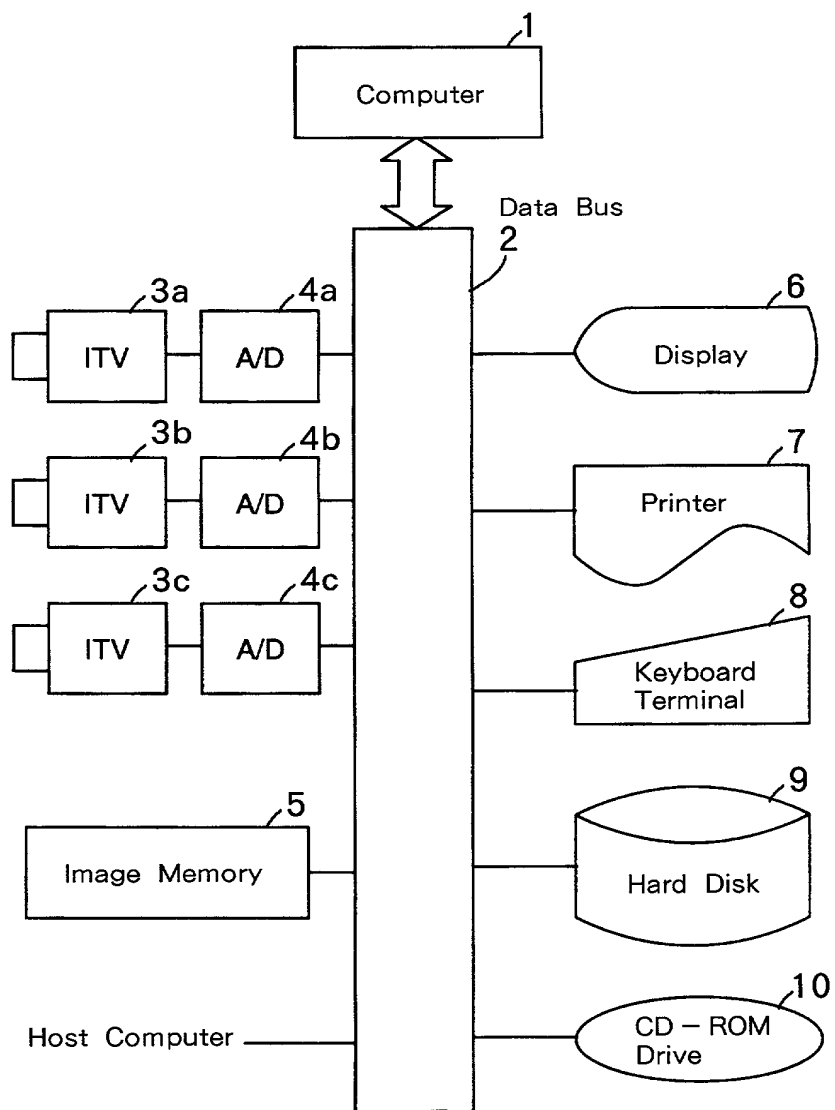 1
Computer
Data Bus
2
3a
4a
6
ITV
A/D
Display
3b
4b
7
ITV
A/D
Printer
3c
4c
8
ITV
A/D
Keyboard
Terminal
5
9
Image Memory
Hard Disk
10
Host Computer
CD-ROM
Drive